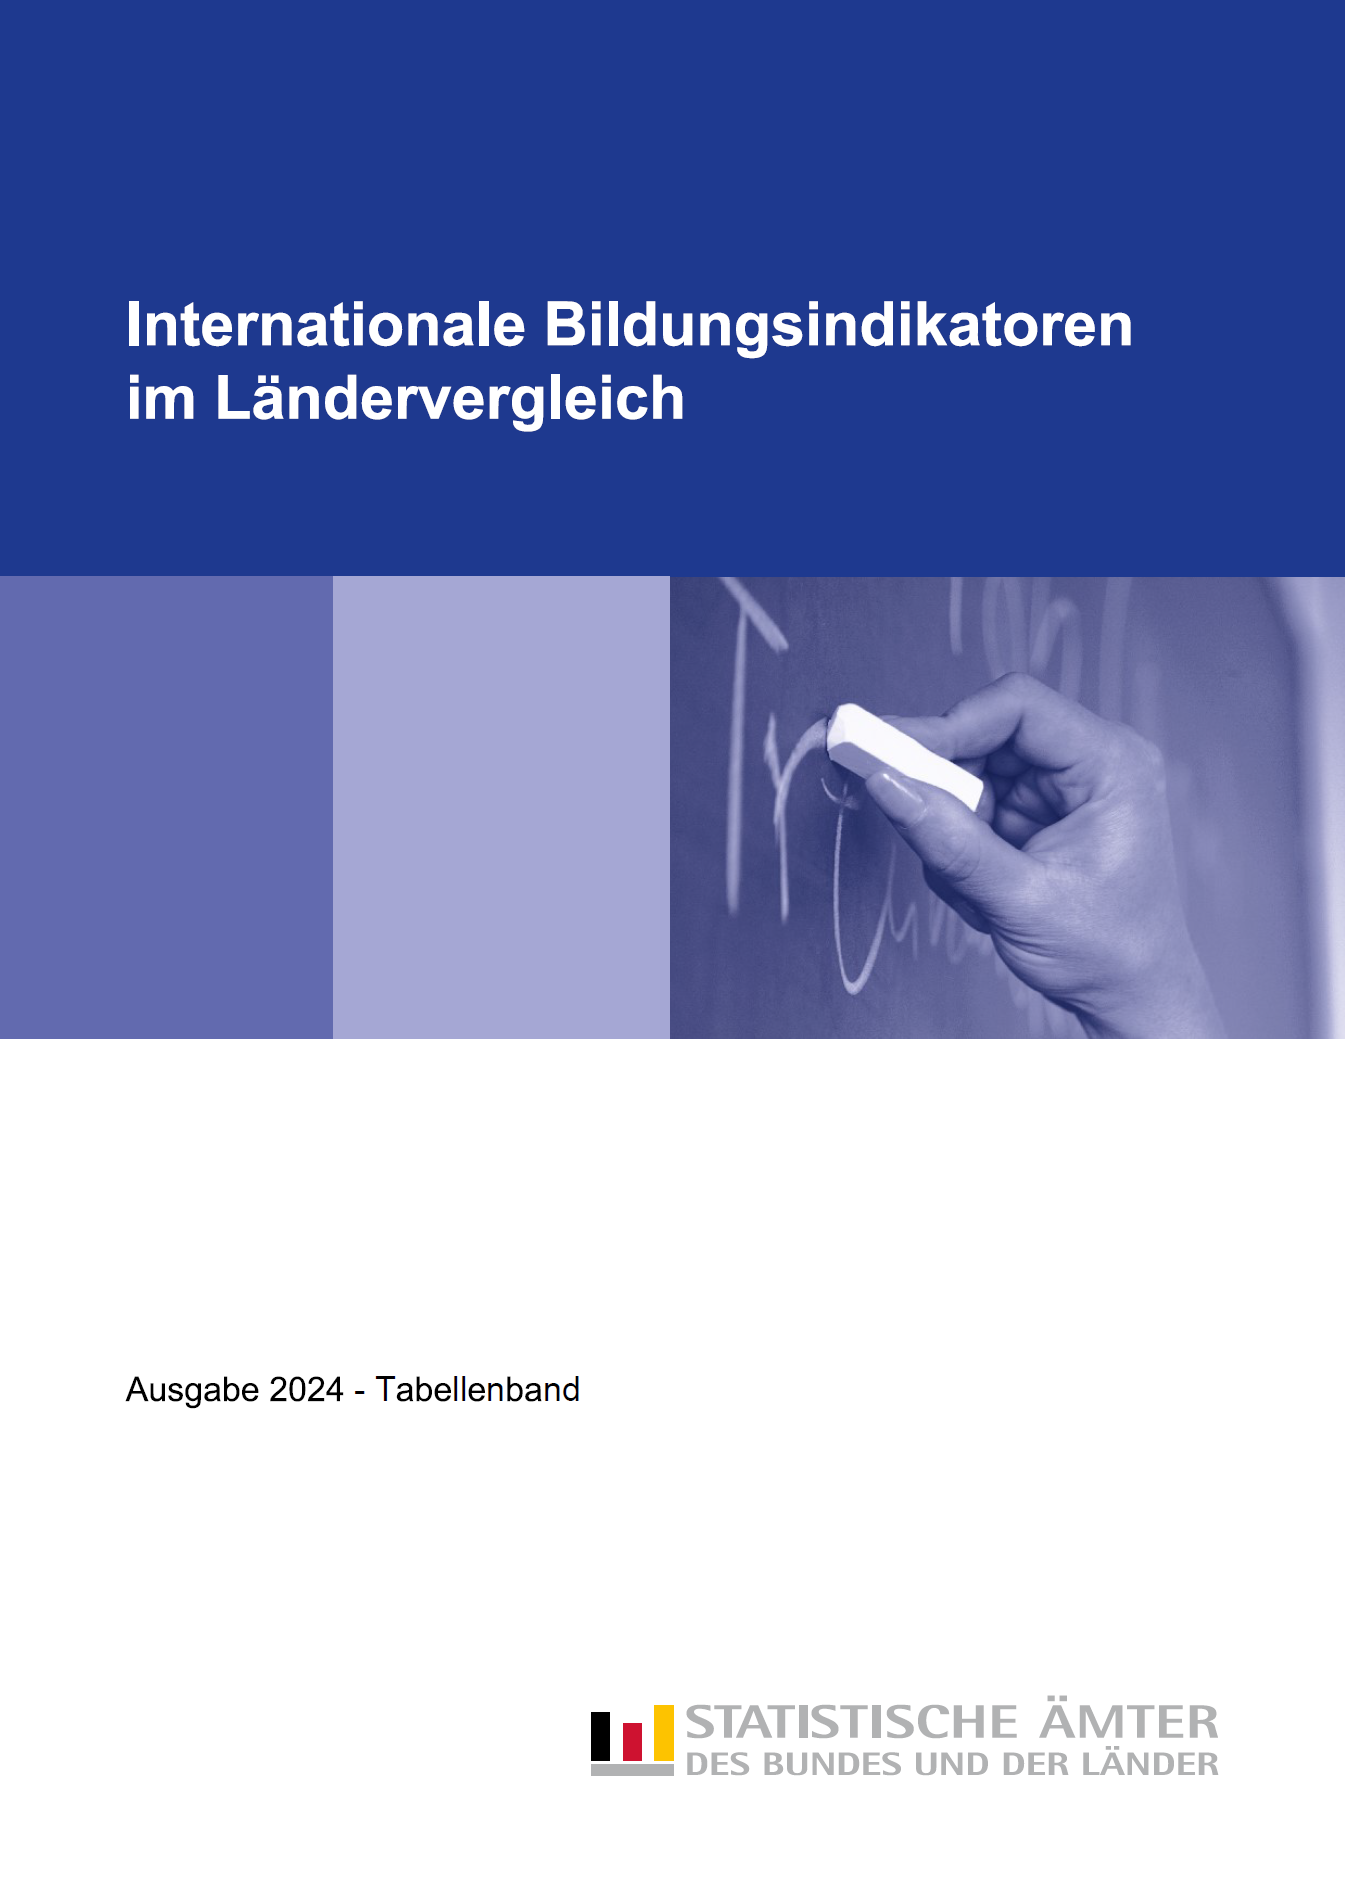 Internationale Bildungsindikatoren
im Ländervergleich
Ausgabe 2024 - Tabellenband
STATISTISCHE ÄMTER
DES BUNDES UND DER LÄNDER